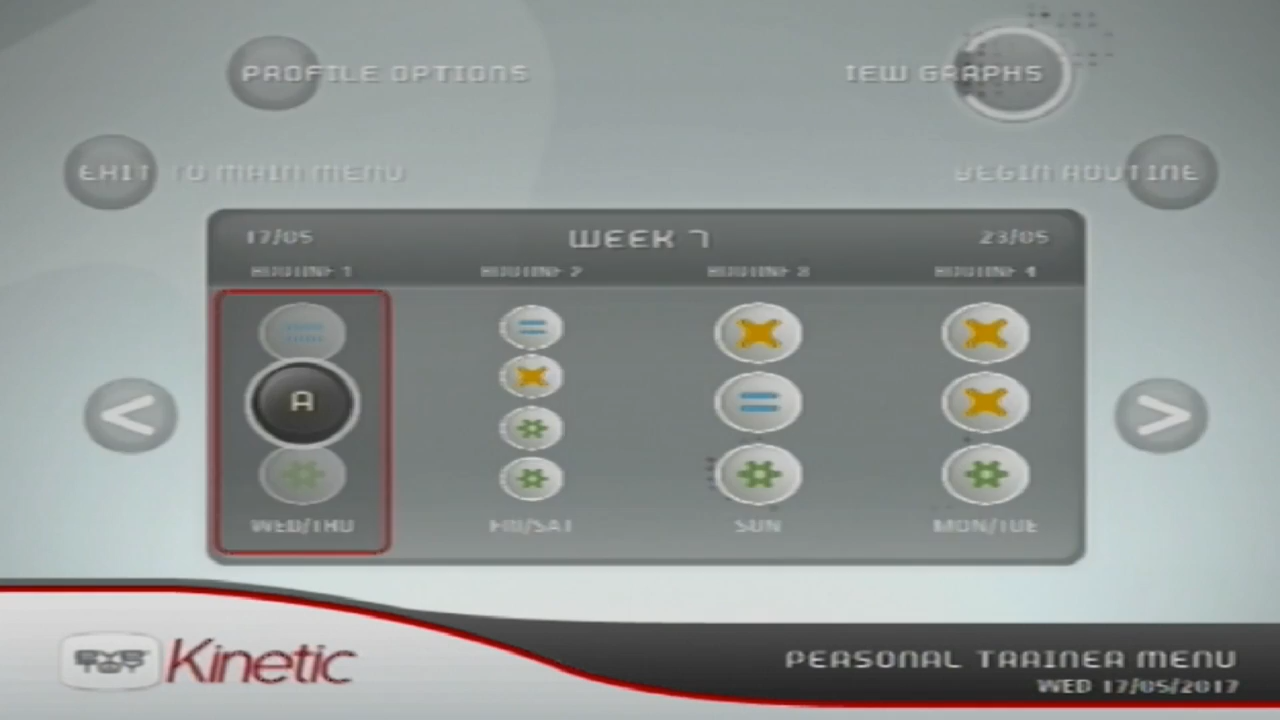 PROFILE OPTIONS
IEW GRAPHS
EXIT TO MAIN MENU
BEGIN ROUTINE
17/05
WEEK 7
23/05
ROUTINE 1
ROUTINE 2
ROUTINE 3
ROUTINE 4
A
<
>
WED/THU
FRI/SAT
SUN
MON/TUE
EYE TOY Kinetic
PERSONAL TRAINER MENU
WED 17/05/2017